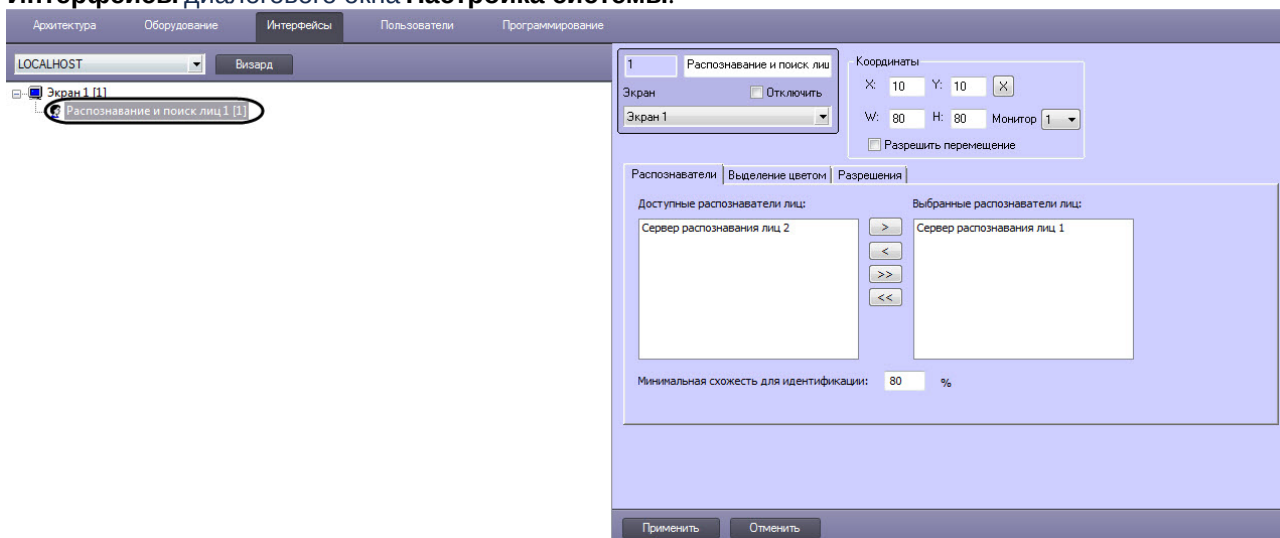 Интерфейсы диалогового окна Настройка системы.
Архитектура Оборудование Интерфейсы Пользователи Программирование
LOCALHOST Визард
Экран 1 [1]
Распознавание и поиск лиц 1 [1]
1 Распознавание и поиск лиц
Экран Отключить
Экран 1
Координаты
X: 10 Y: 10 X
W: 80 H: 80 Монитор 1
Разрешить перемещение
Распознаватели Выделение цветом Разрешения
Доступные распознаватели лиц: Выбранные распознаватели лиц:
Сервер распознавания лиц 2 > Сервер распознавания лиц 1
<
>>
<<
Минимальная схожесть для идентификации: 80 %
Применить Отменить